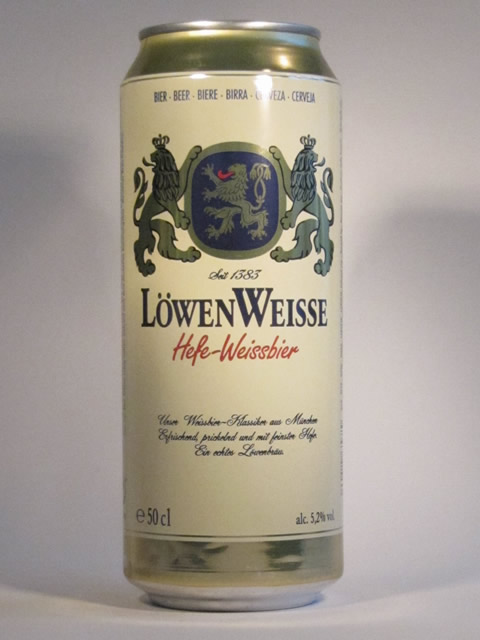 BIER · BEER · BIERE · BIRRA · CERVEZA · CERVEJA
Seit 1383
LÖWENWEISSE
Hefe-Weissbier
Unser Weissbier-Klassiker aus München
Erfrischend, prickelnd und mit feinster Hefe.
Ein echtes Löwenbräu.
℮ 50 cl
alc. 5,2% vol.